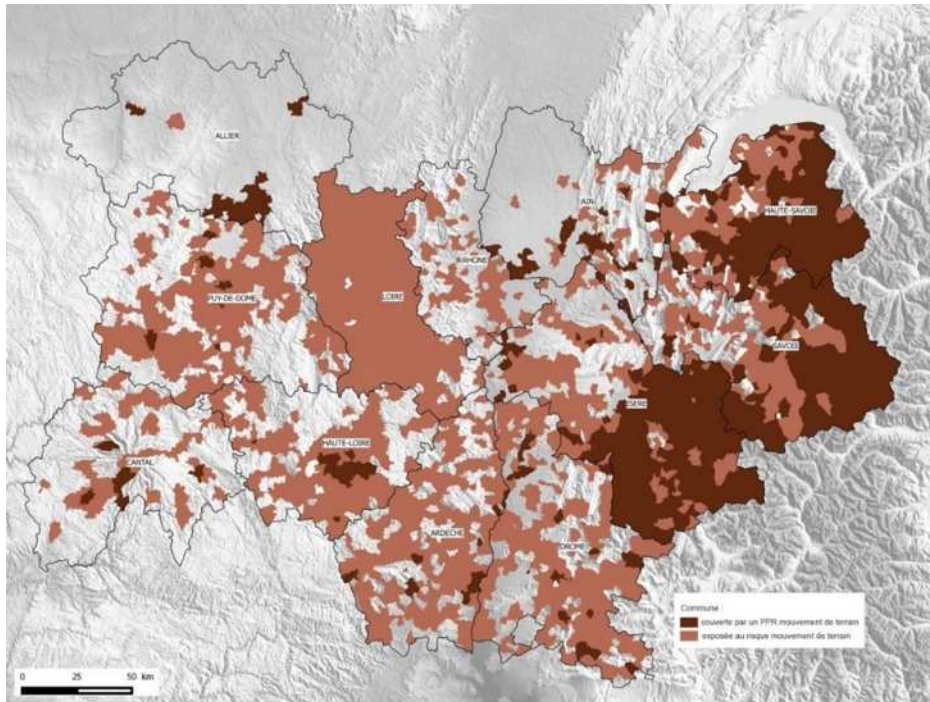 ALLIER
AIN
HAUTE-SAVOIE
RHONE
PUY-DE-DOME
LOIRE
SAVOIE
ISERE
HAUTE-LOIRE
CANTAL
ARDECHE
DROME
Commune :
couverte par un PPR mouvement de terrain
exposée au risque mouvement de terrain
0 25 50 km